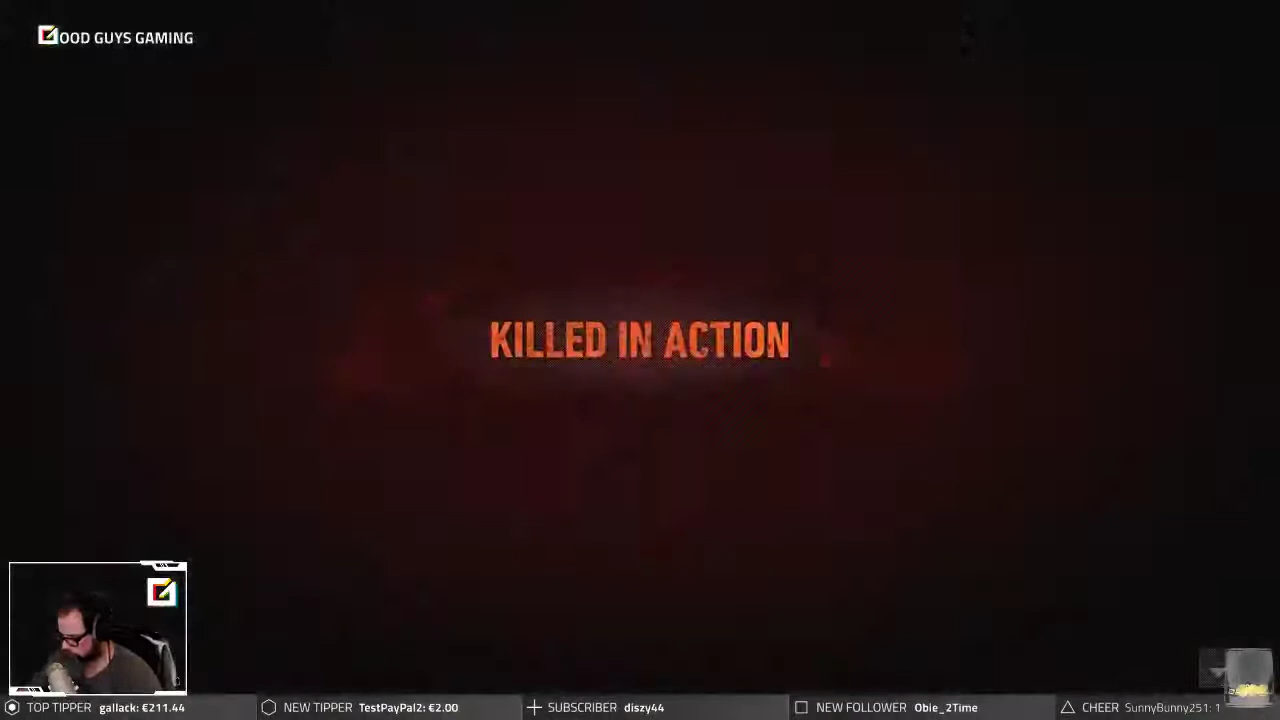 OOD GUYS GAMING
KILLED IN ACTION
TOP TIPPER gallack: €211.44
NEW TIPPER TestPayPal2: €2.00
SUBSCRIBER diszy44
NEW FOLLOWER Obie_2Time
CHEER SunnyBunny251: 1